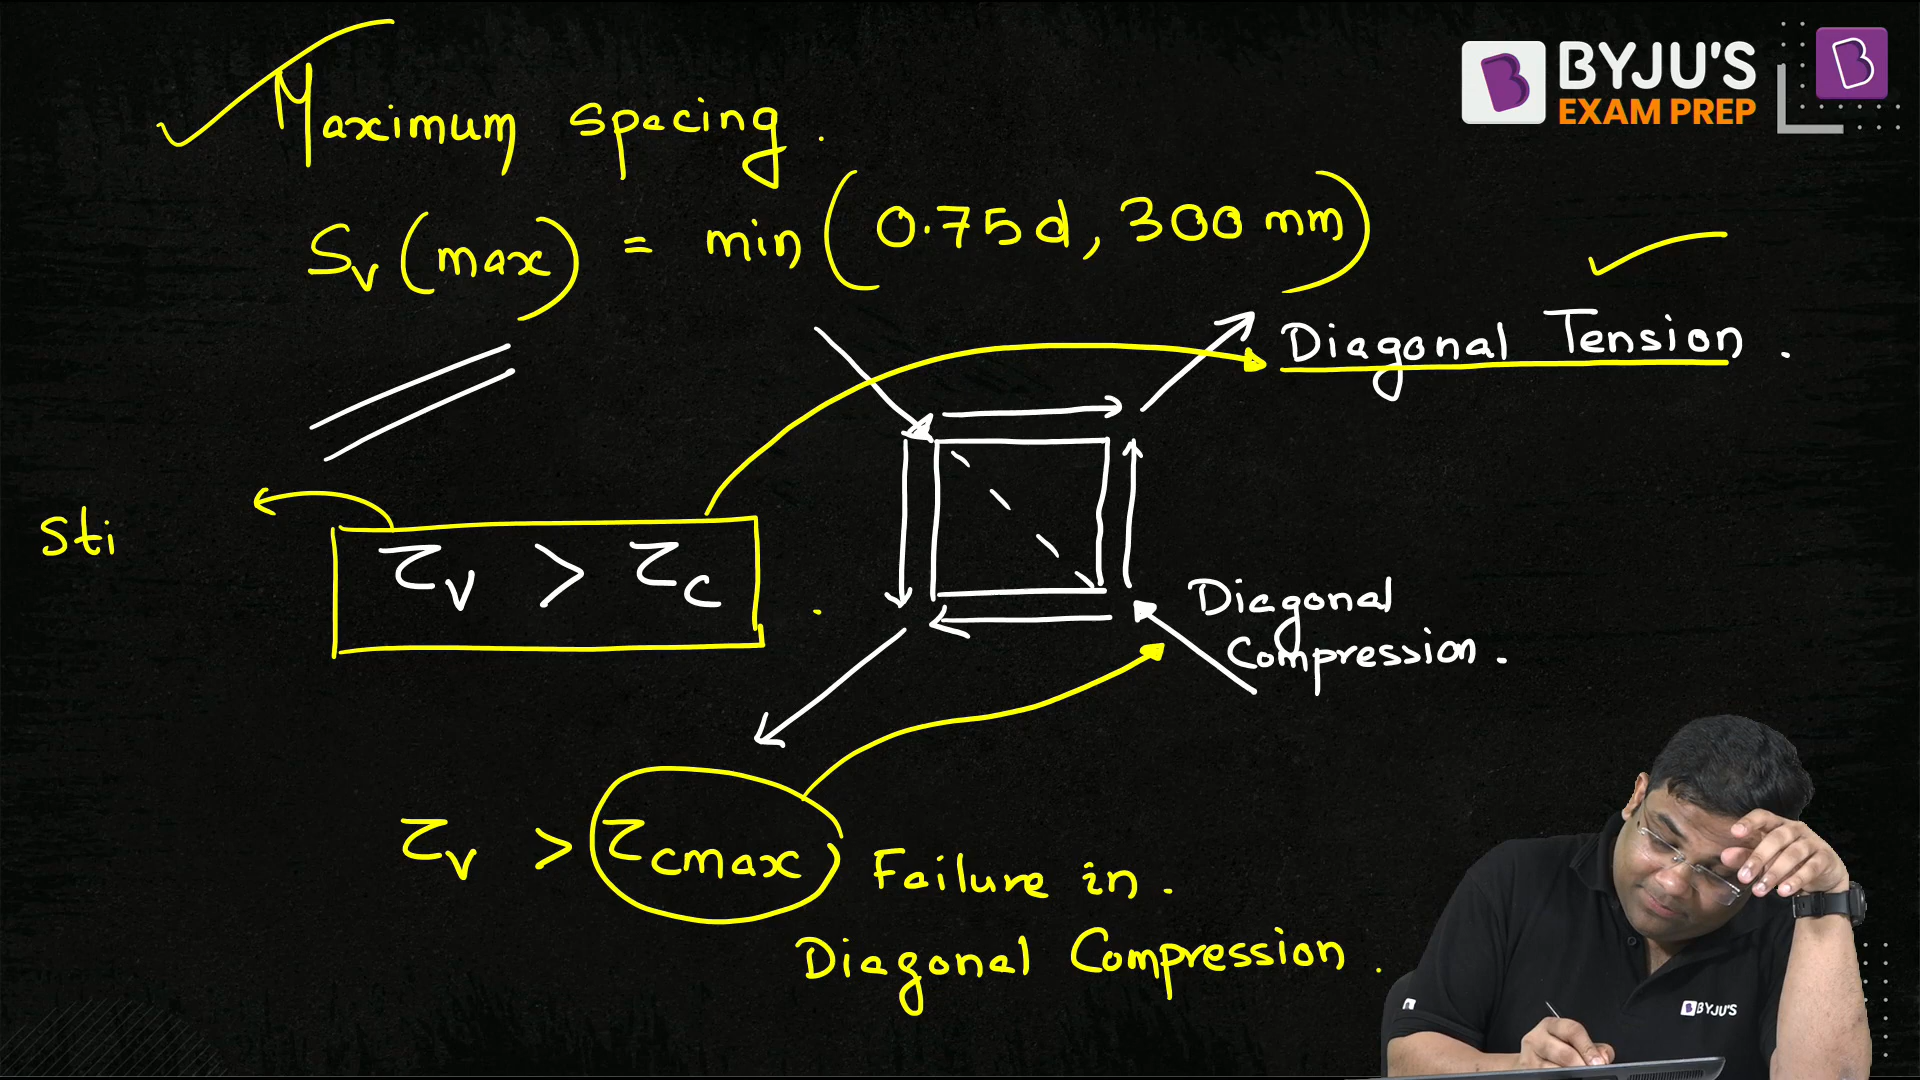 BYJU'S
EXAM PREP
Maximum spacing.
Sv (max) = min (0.75d, 300 mm)
Diagonal Tension.
Sti
τv > τc.
Diagonal
Compression.
τv > τcmax Failure in.
Diagonal Compression.
BYJU'S